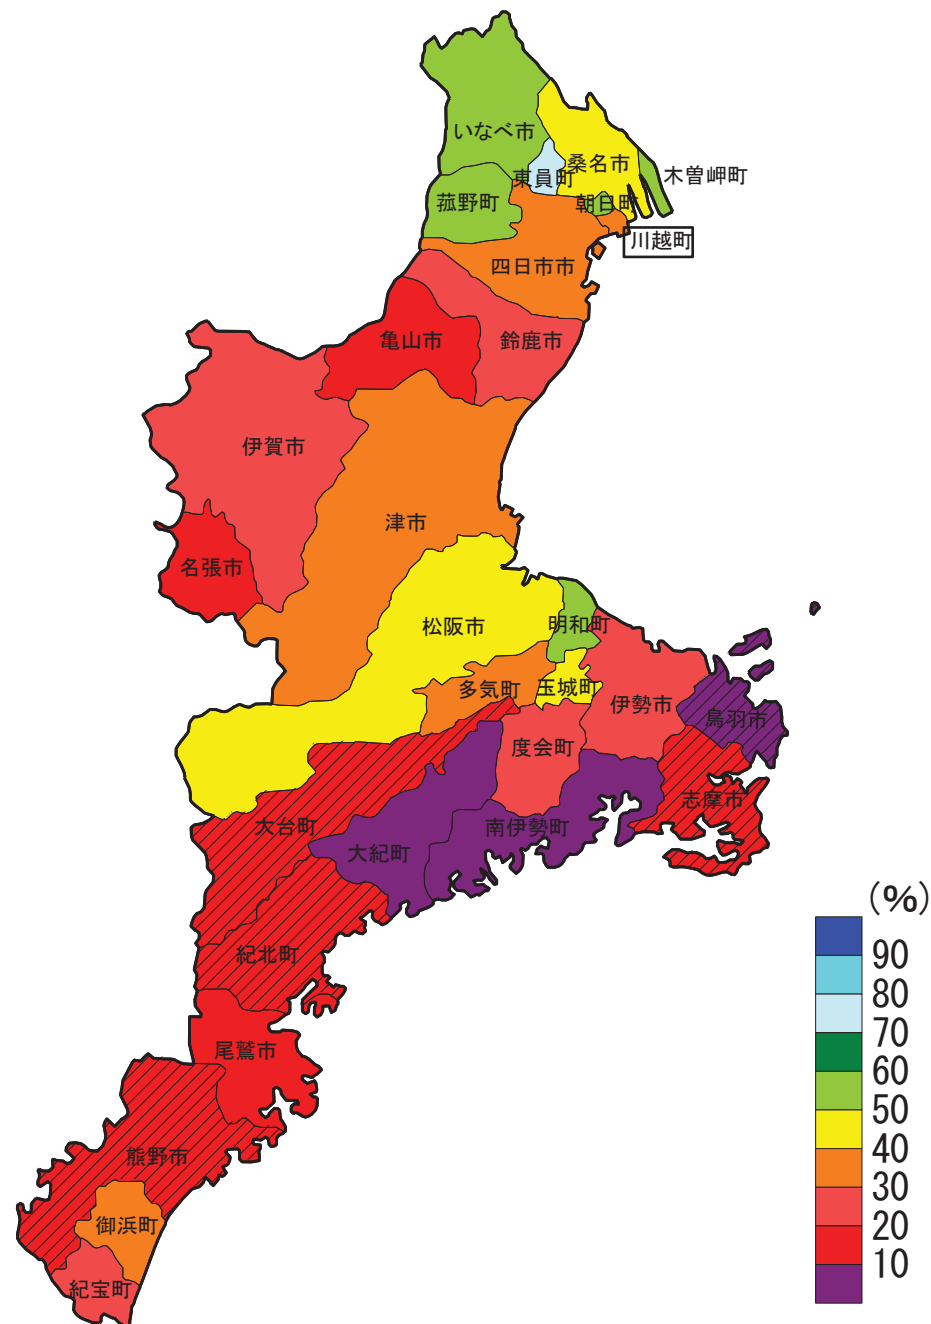 いなべ市
桑名市
東員町
木曽岬町
菰野町
朝日町
川越町
四日市市
亀山市
鈴鹿市
伊賀市
津市
名張市
松阪市
明和町
多気町
玉城町
伊勢市
鳥羽市
度会町
志摩市
大台町
南伊勢町
大紀町
紀北町
尾鷲市
熊野市
御浜町
紀宝町
(%)
90
80
70
60
50
40
30
20
10